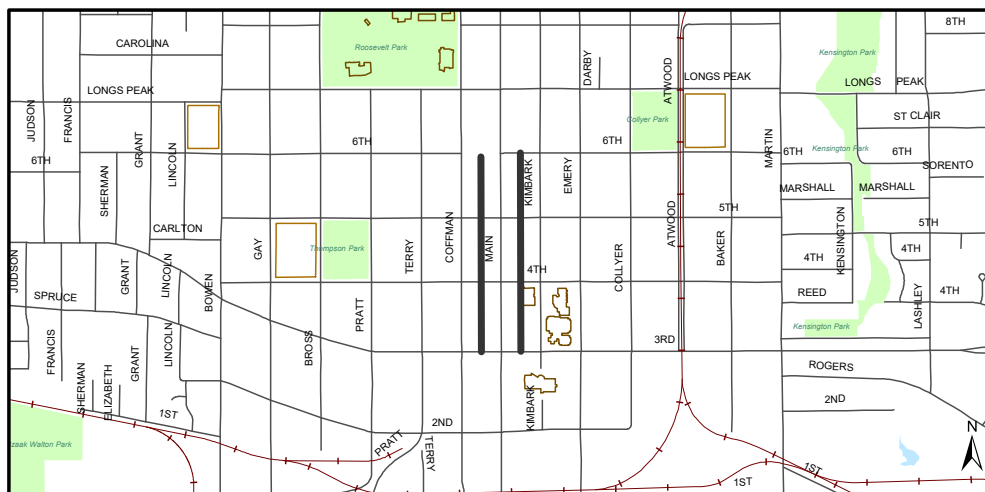 8TH
CAROLINA
Roosevelt Park
Kensington Park
DARBY
ATWOOD
LONGS PEAK
LONGS PEAK
LONGS PEAK
JUDSON
FRANCIS
GRANT
LINCOLN
Collyer Park
ST CLAIR
MARTIN
6TH
6TH
6TH
6TH
Kensington Park
6TH
SORENTO
SHERMAN
KIMBARK
EMERY
MARSHALL
MARSHALL
CARLTON
GAY
Thompson Park
TERRY
COFFMAN
MAIN
ATWOOD
5TH
BAKER
KENSINGTON
5TH
4TH
4TH
JUDSON
GRANT
LINCOLN
BOWEN
4TH
COLLYER
SPRUCE
REED
4TH
LASHLEY
PRATT
Kensington Park
FRANCIS
GRANT
LINCOLN
BROSS
3RD
ROGERS
SHERMAN
ELIZABETH
1ST
KIMBARK
2ND
2ND
N
zaak Walton Park
PRATT
TERRY
1ST
1ST